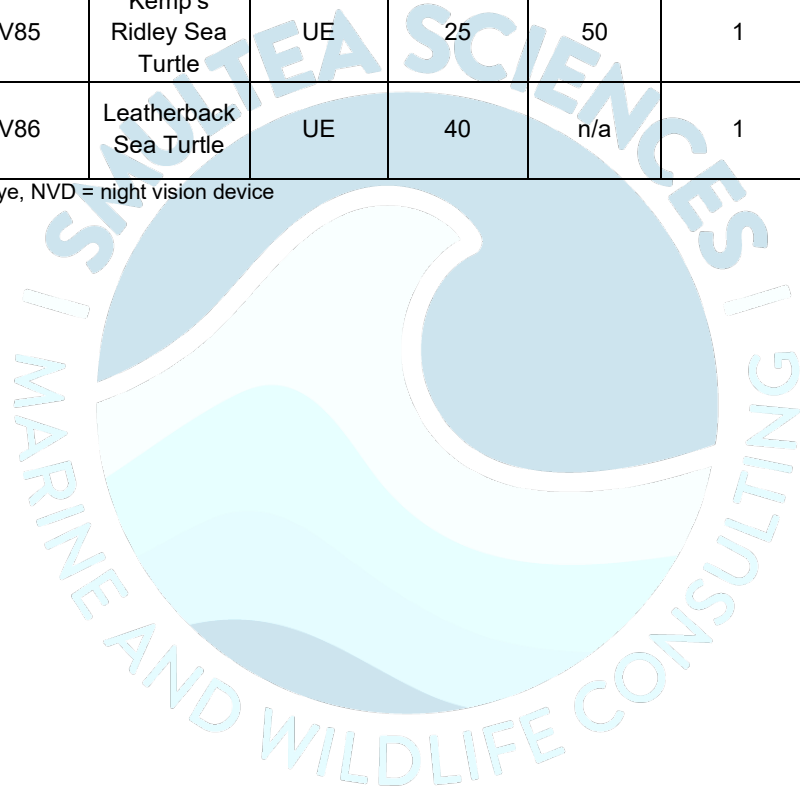 V85 Kemp's Ridley Sea Turtle UE 25 50 1
V86 Leatherback Sea Turtle UE 40 n/a 1
ye, NVD = night vision device
SMULTEA SCIENCES
| MARINE AND WILDLIFE CONSULTING |